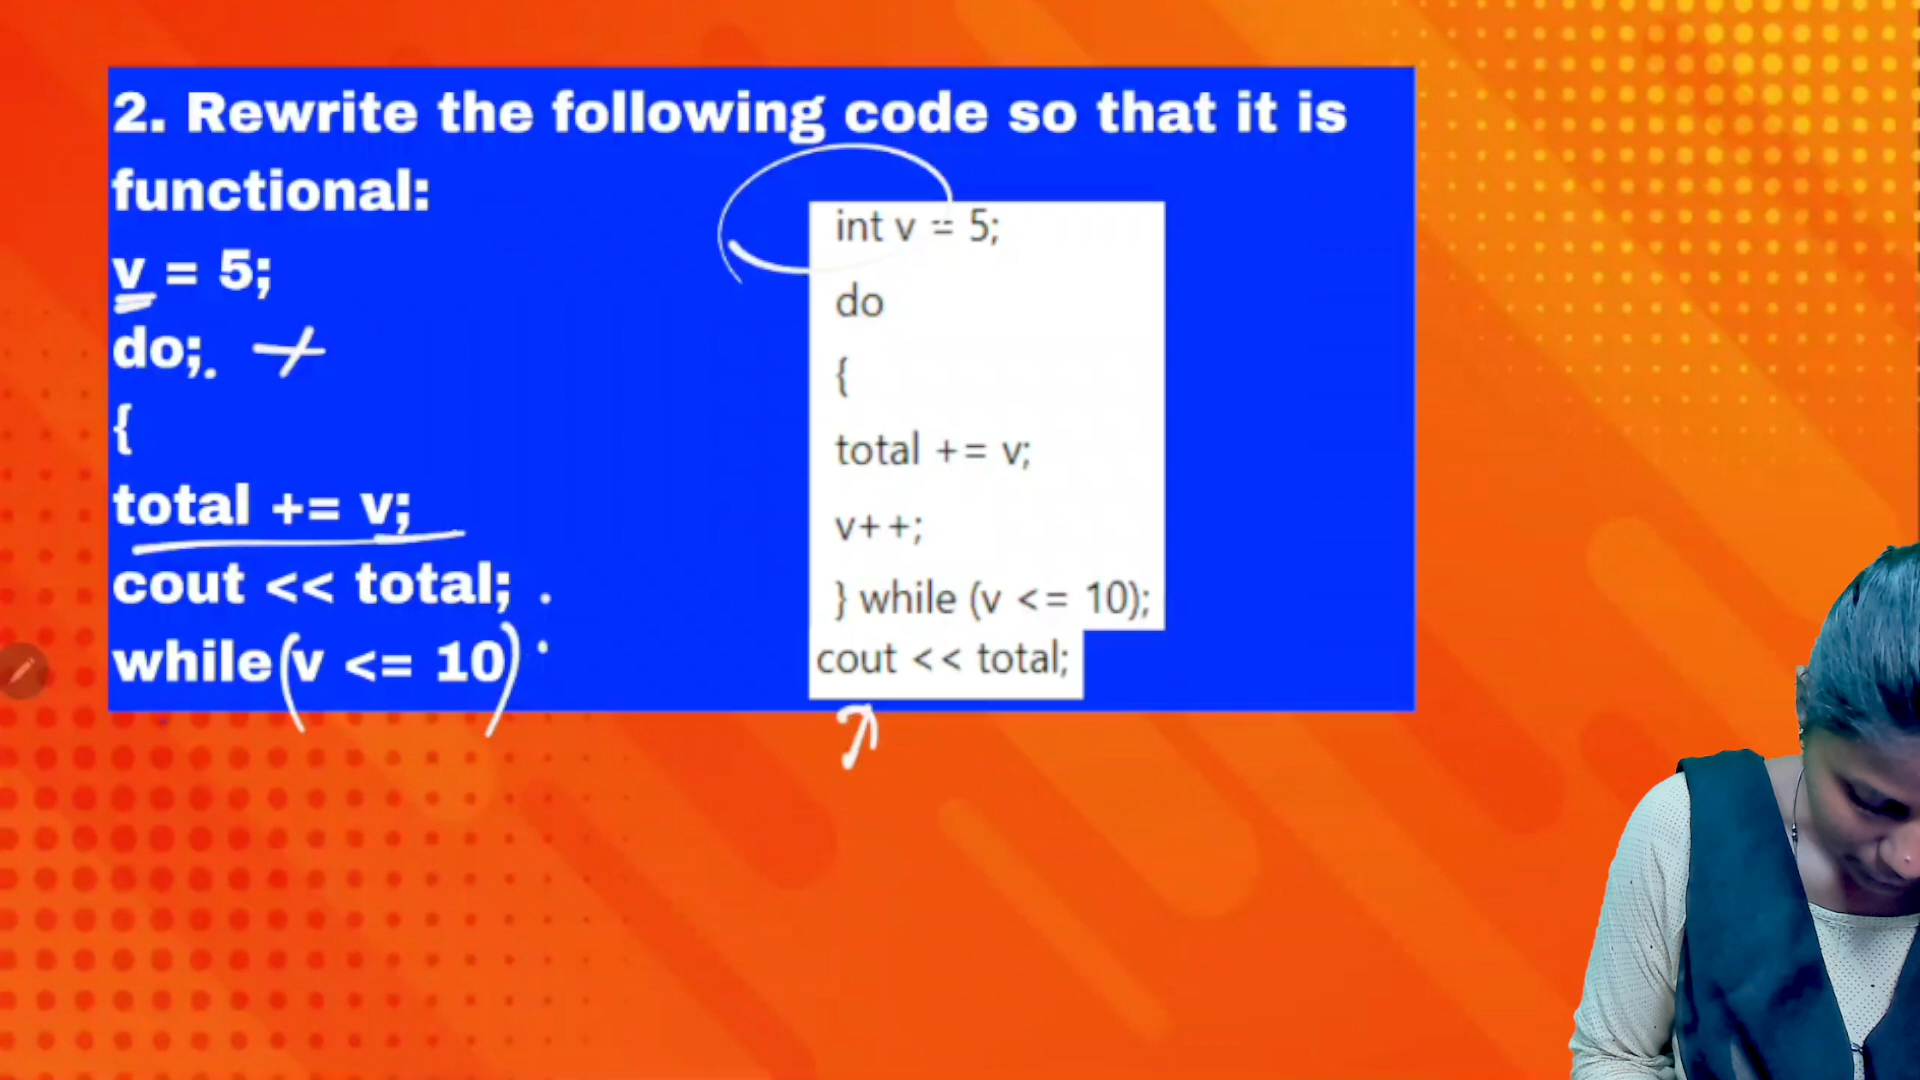 2. Rewrite the following code so that it is
functional:
v = 5;
do;
{
total += v;
cout << total;
while(v <= 10)
int v = 5;
do
{
total += v;
v++;
} while (v <= 10);
cout << total;